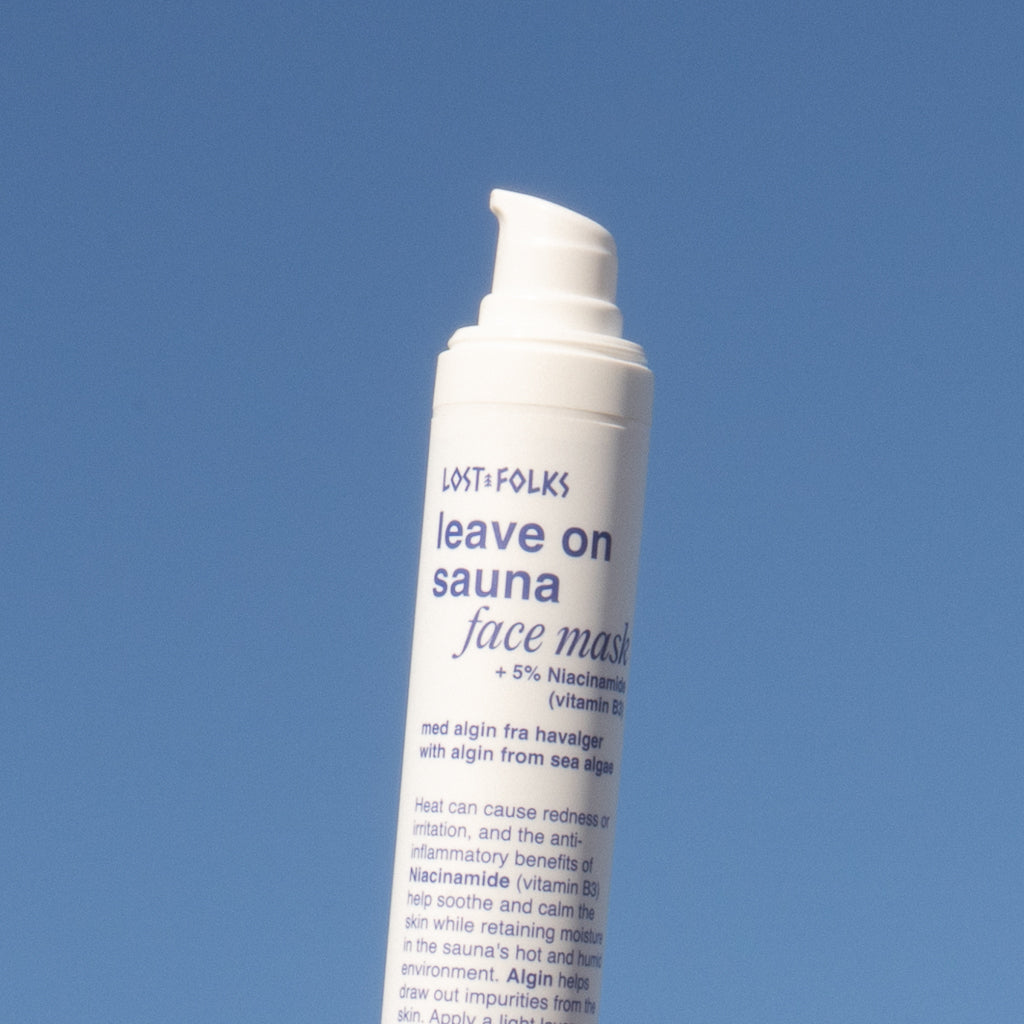 LOST FOLKS
leave on
sauna
face mask
+ 5% Niacinamide
(vitamin B3)
med algin fra havalger
with algin from sea algae
Heat can cause redness or
irritation, and the anti-
inflammatory benefits of
Niacinamide (vitamin B3)
help soothe and calm the
skin while retaining moisture
in the sauna's hot and humid
environment. Algin helps
draw out impurities from the
skin. Apply a light